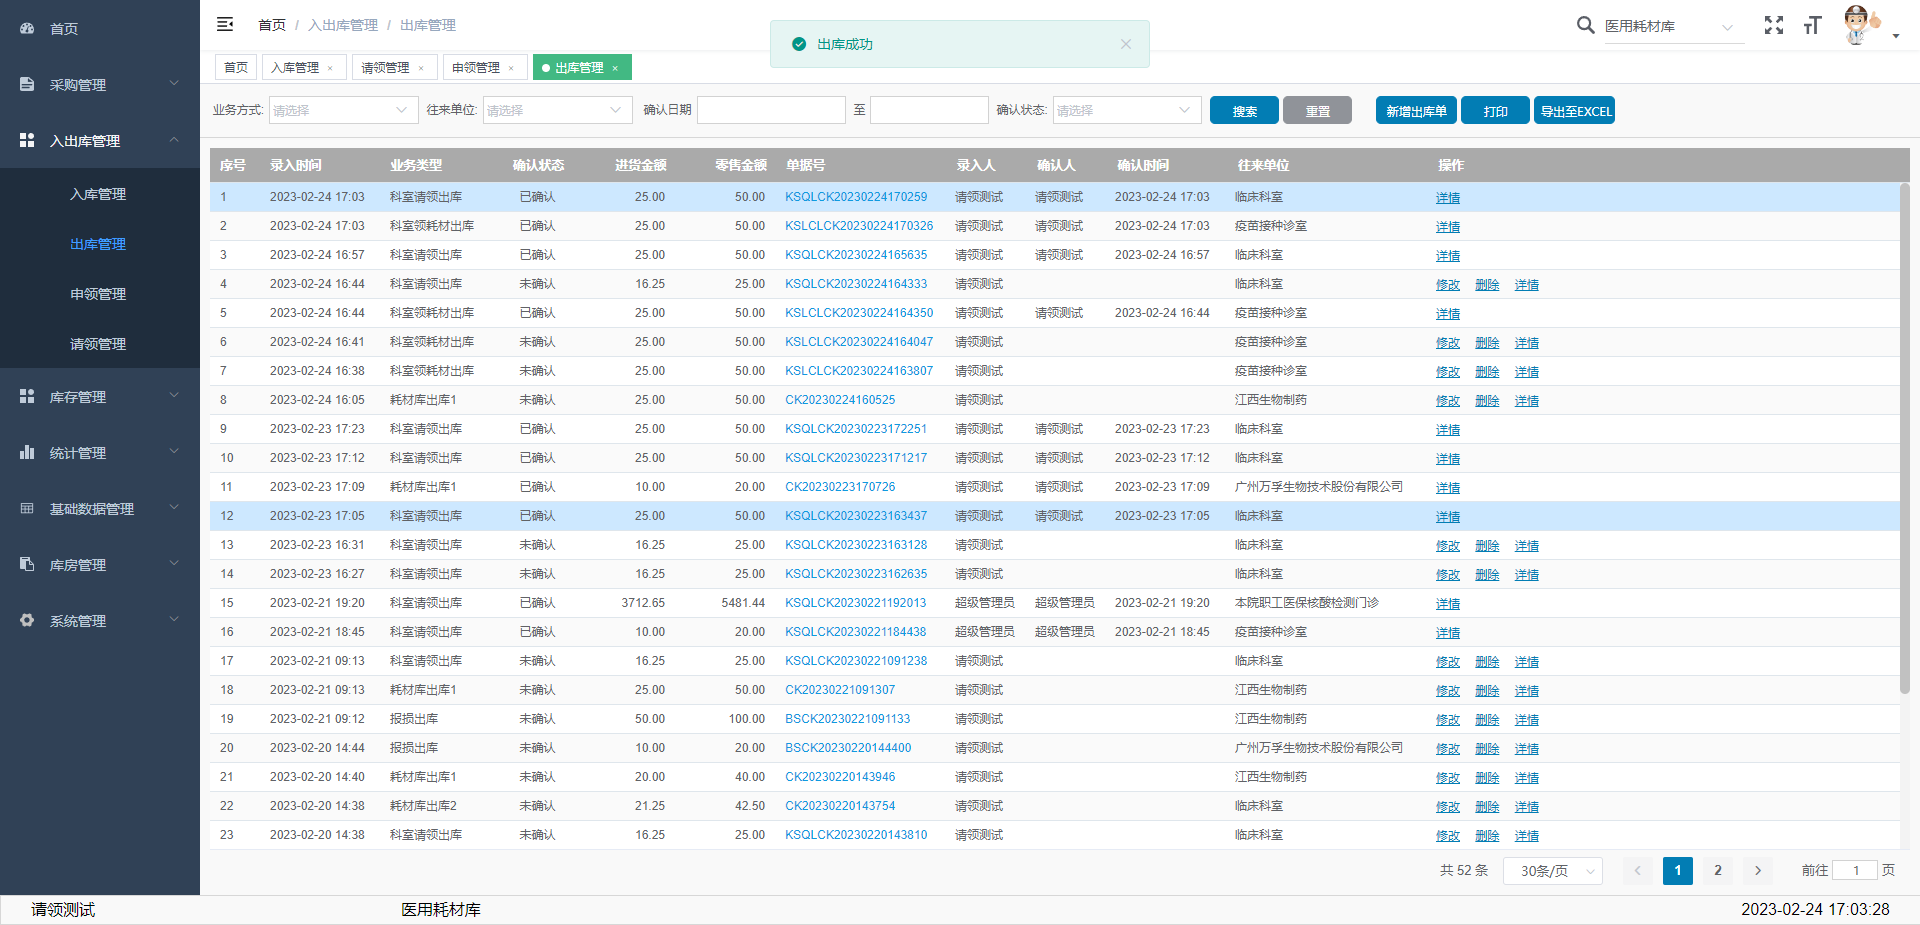 首页
采购管理
入出库管理
入库管理
出库管理
申领管理
请领管理
库存管理
统计管理
基础数据管理
库房管理
系统管理
首页 / 入出库管理 / 出库管理
出库成功
医用耗材库
首页 入库管理 × 请领管理 × 申领管理 × 出库管理 ×
业务方式: 请选择 往来单位: 请选择 确认日期 至 确认状态: 请选择 搜索 重置 新增出库单 打印 导出至EXCEL
序号 录入时间 业务类型 确认状态 进货金额 零售金额 单据号 录入人 确认人 确认时间 往来单位 操作
1 2023-02-24 17:03 科室请领出库 已确认 25.00 50.00 KSQLCK20230224170259 请领测试 请领测试 2023-02-24 17:03 临床科室 详情
2 2023-02-24 17:03 科室领耗材出库 已确认 25.00 50.00 KSLCLCK20230224170326 请领测试 请领测试 2023-02-24 17:03 疫苗接种诊室 详情
3 2023-02-24 16:57 科室请领出库 已确认 25.00 50.00 KSQLCK20230224165635 请领测试 请领测试 2023-02-24 16:57 临床科室 详情
4 2023-02-24 16:44 科室请领出库 未确认 16.25 25.00 KSQLCK20230224164333 请领测试 临床科室 修改 删除 详情
5 2023-02-24 16:44 科室领耗材出库 已确认 25.00 50.00 KSLCLCK20230224164350 请领测试 请领测试 2023-02-24 16:44 疫苗接种诊室 详情
6 2023-02-24 16:41 科室领耗材出库 未确认 25.00 50.00 KSLCLCK20230224164047 请领测试 疫苗接种诊室 修改 删除 详情
7 2023-02-24 16:38 科室领耗材出库 未确认 25.00 50.00 KSLCLCK20230224163807 请领测试 疫苗接种诊室 修改 删除 详情
8 2023-02-24 16:05 耗材库出库1 未确认 25.00 50.00 CK20230224160525 请领测试 江西生物制药 修改 删除 详情
9 2023-02-23 17:23 科室请领出库 已确认 25.00 50.00 KSQLCK20230223172251 请领测试 请领测试 2023-02-23 17:23 临床科室 详情
10 2023-02-23 17:12 科室请领出库 已确认 25.00 50.00 KSQLCK20230223171217 请领测试 请领测试 2023-02-23 17:12 临床科室 详情
11 2023-02-23 17:09 耗材库出库1 已确认 10.00 20.00 CK20230223170726 请领测试 请领测试 2023-02-23 17:09 广州万孚生物技术股份有限公司 详情
12 2023-02-23 17:05 科室请领出库 已确认 25.00 50.00 KSQLCK20230223163437 请领测试 请领测试 2023-02-23 17:05 临床科室 详情
13 2023-02-23 16:31 科室请领出库 未确认 16.25 25.00 KSQLCK20230223163128 请领测试 临床科室 修改 删除 详情
14 2023-02-23 16:27 科室请领出库 未确认 16.25 25.00 KSQLCK20230223162635 请领测试 临床科室 修改 删除 详情
15 2023-02-21 19:20 科室请领出库 已确认 3712.65 5481.44 KSQLCK20230221192013 超级管理员 超级管理员 2023-02-21 19:20 本院职工医保核酸检测门诊 详情
16 2023-02-21 18:45 科室请领出库 已确认 10.00 20.00 KSQLCK20230221184438 超级管理员 超级管理员 2023-02-21 18:45 疫苗接种诊室 详情
17 2023-02-21 09:13 科室请领出库 未确认 16.25 25.00 KSQLCK20230221091238 请领测试 临床科室 修改 删除 详情
18 2023-02-21 09:13 耗材库出库1 未确认 25.00 50.00 CK20230221091307 请领测试 江西生物制药 修改 删除 详情
19 2023-02-21 09:12 报损出库 未确认 50.00 100.00 BSCK20230221091133 请领测试 江西生物制药 修改 删除 详情
20 2023-02-20 14:44 报损出库 未确认 10.00 20.00 BSCK20230220144400 请领测试 广州万孚生物技术股份有限公司 修改 删除 详情
21 2023-02-20 14:40 耗材库出库1 未确认 20.00 40.00 CK20230220143946 请领测试 江西生物制药 修改 删除 详情
22 2023-02-20 14:38 耗材库出库2 未确认 21.25 42.50 CK20230220143754 请领测试 临床科室 修改 删除 详情
23 2023-02-20 14:38 科室请领出库 未确认 16.25 25.00 KSQLCK20230220143810 请领测试 临床科室 修改 删除 详情
共 52 条 30条/页 1 2 前往 1 页
请领测试 医用耗材库 2023-02-24 17:03:28